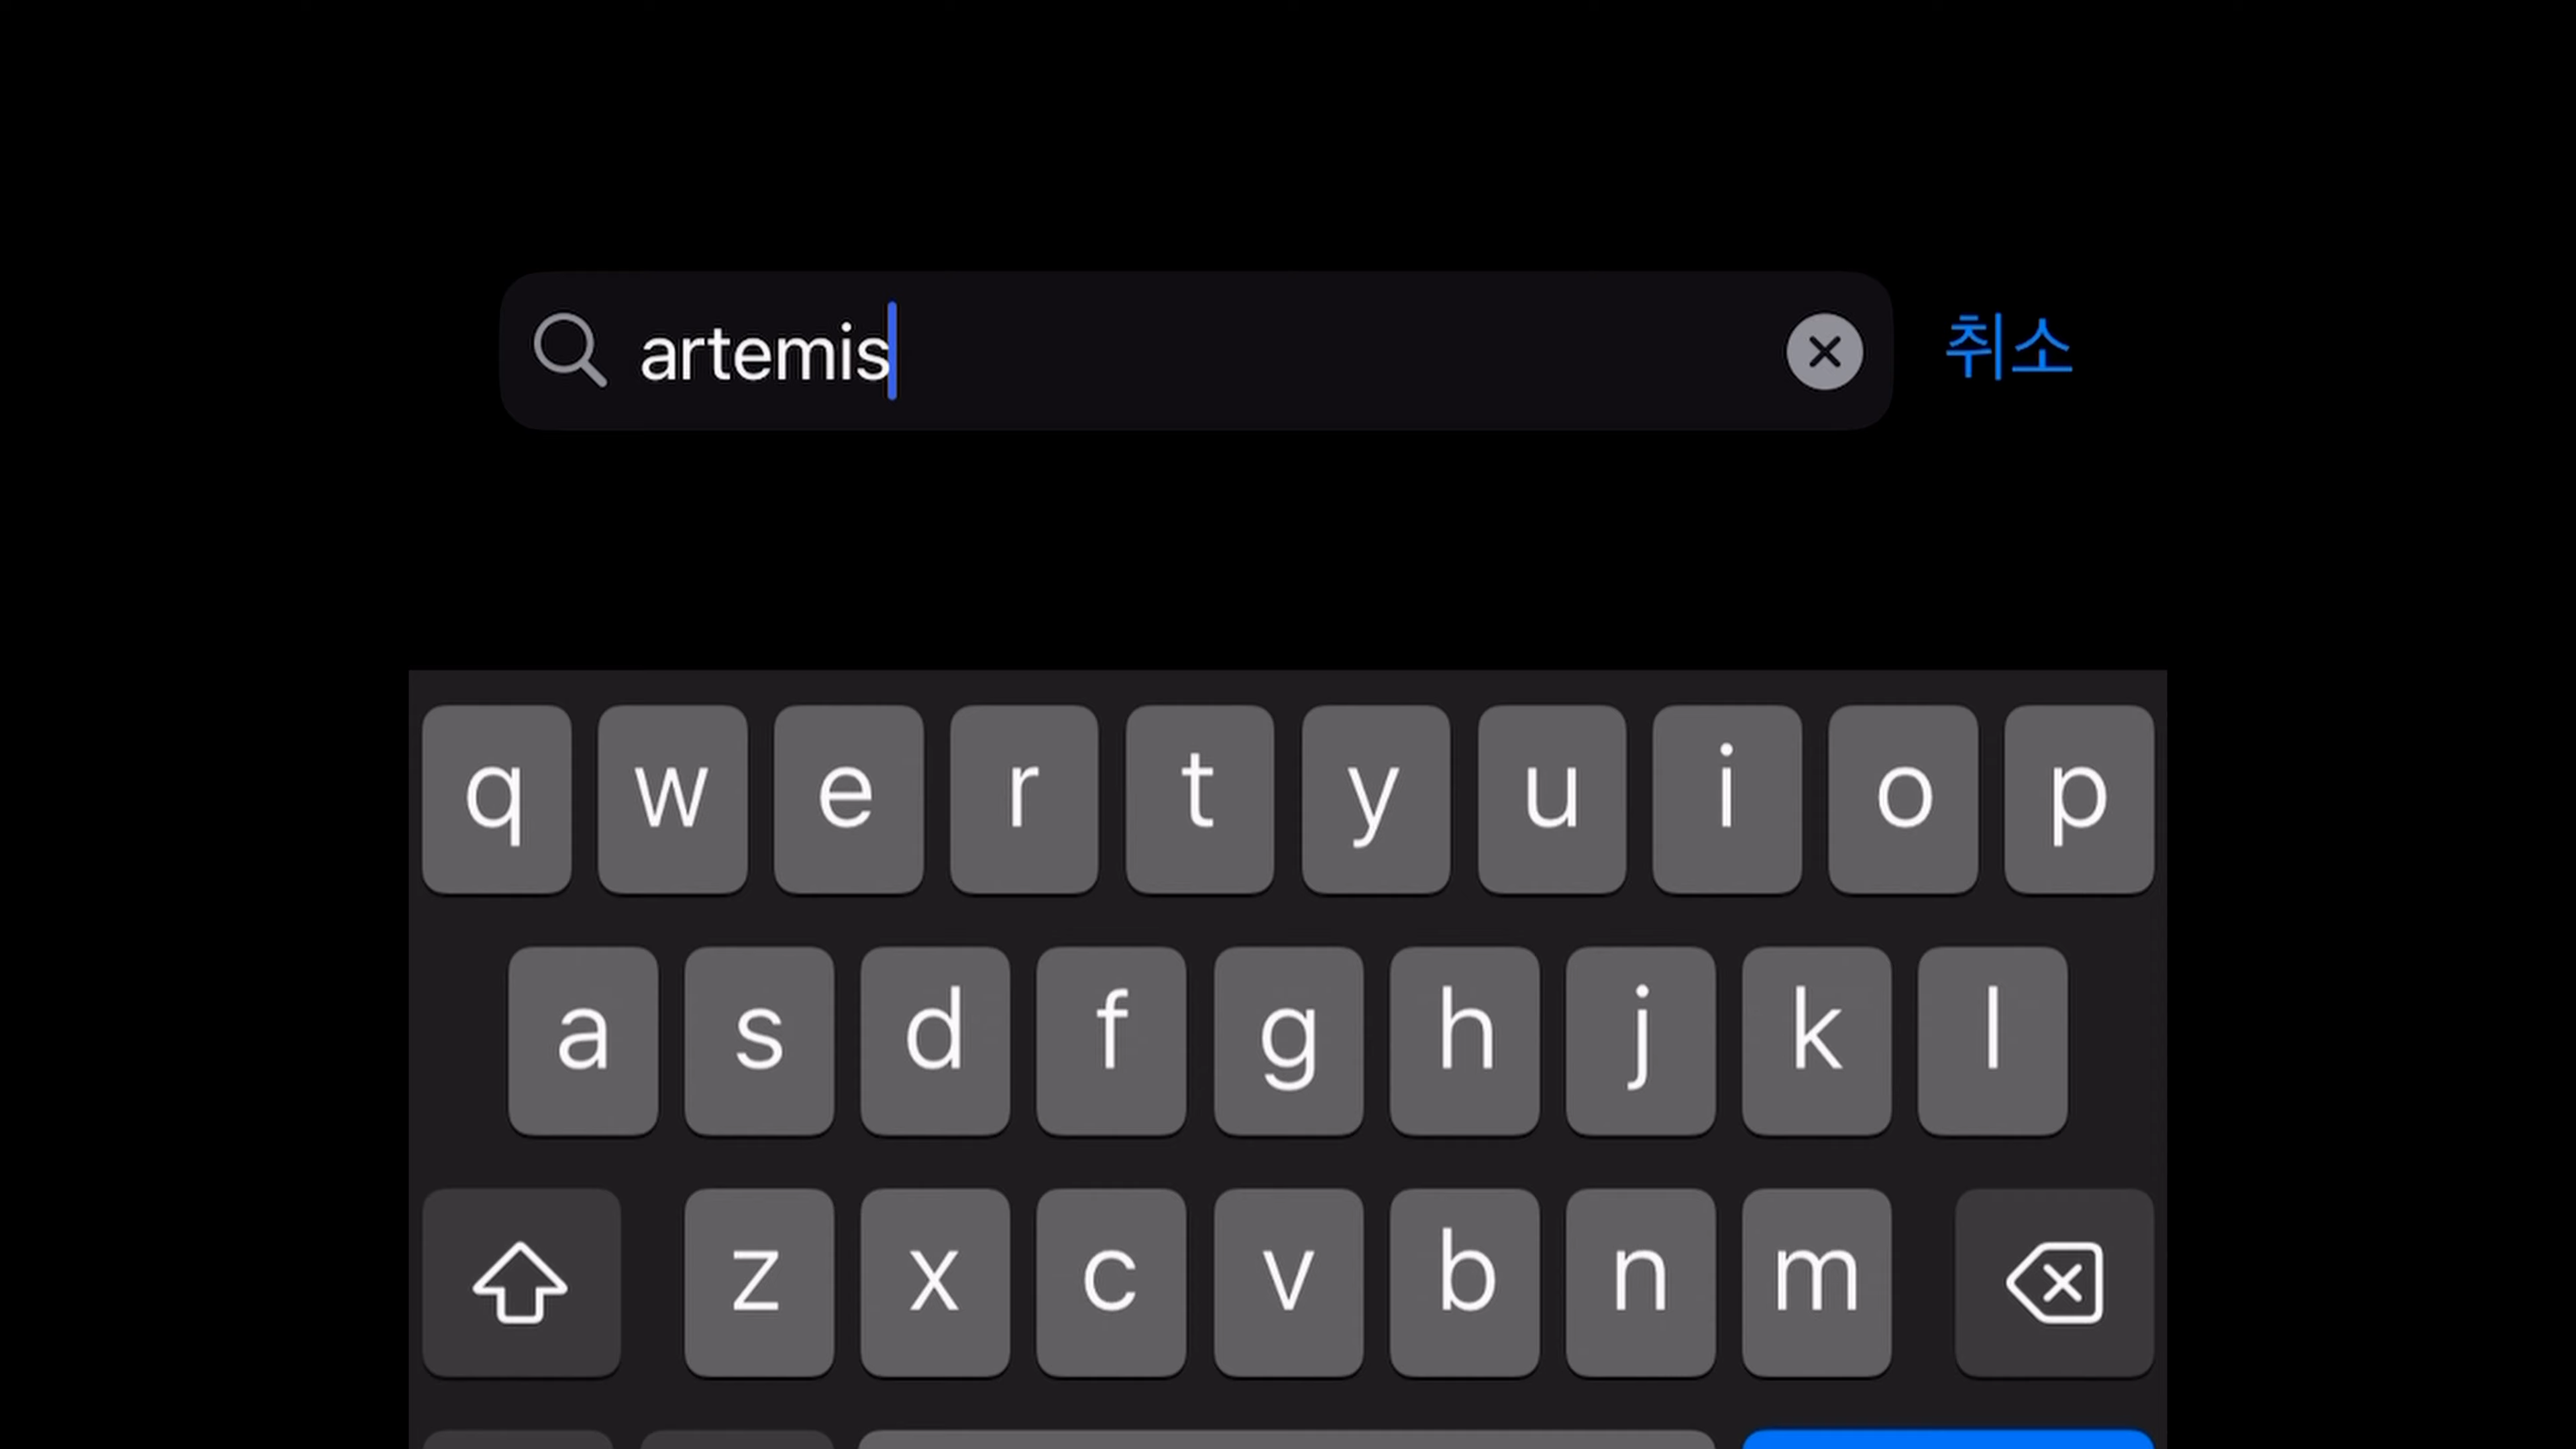 artemis
취소
q w e r t y u i o p
a s d f g h j k l
z x c v b n m